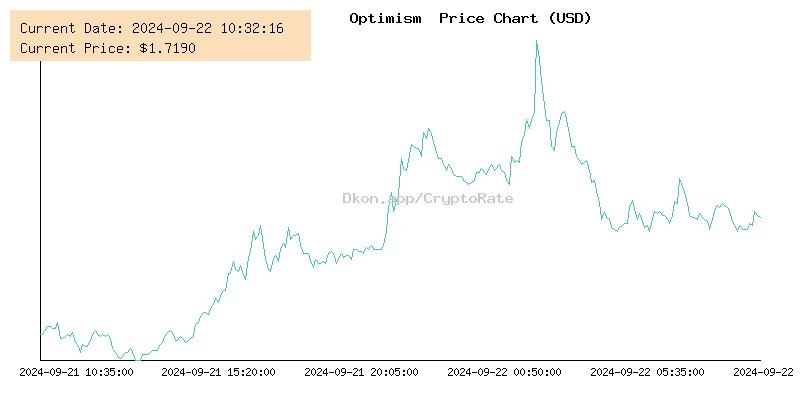 Optimism  Price Chart (USD)
Current Date: 2024-09-22 10:32:16
Current Price: $1.7190
Dkon.app/CryptoRate
2024-09-21 10:35:00 2024-09-21 15:20:00 2024-09-21 20:05:00 2024-09-22 00:50:00 2024-09-22 05:35:00 2024-09-22